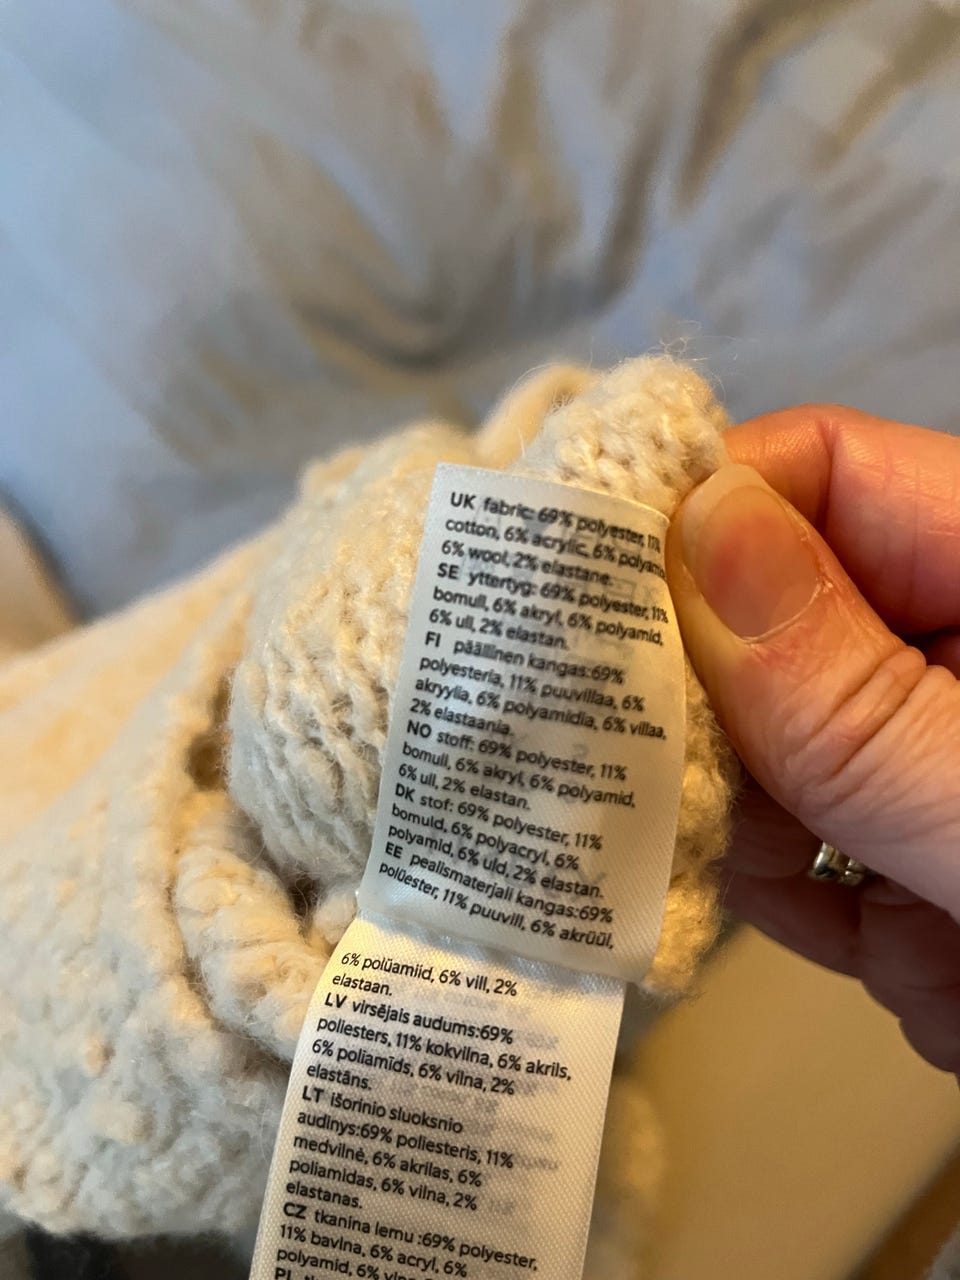 UK fabric: 69% polyester, 11%
cotton, 6% acrylic, 6% polyamid
6% wool, 2% elastane.
SE yttertyg: 69% polyester, 11%
bomull, 6% akryl, 6% polyamid,
6% ull, 2% elastan.
FI päällinen kangas:69%
polyesteria, 11% puuvillaa, 6%
akryylia, 6% polyamidia, 6% villaa,
2% elastaania.
NO stoff: 69% polyester, 11%
bomull, 6% akryl, 6% polyamid,
6% ull, 2% elastan.
DK stof: 69% polyester, 11%
bomuld, 6% polyacryl, 6%
polyamid, 6% uld, 2% elastan.
EE pealismaterjali kangas:69%
polüester, 11% puuvill, 6% akrüül,
6% polüamiid, 6% vill, 2%
elastaan.
LV virsējais audums:69%
poliesters, 11% kokvilna, 6% akrils,
6% poliamīds, 6% vilna, 2%
elastāns.
LT išorinio sluoksnio
audinys:69% poliesteris, 11%
medvilnė, 6% akrilas, 6%
poliamidas, 6% vilna, 2%
elastanas.
CZ tkanina lemu :69% polyester,
11% bavlna, 6% acryl, 6%
polyamid, 6%
PL